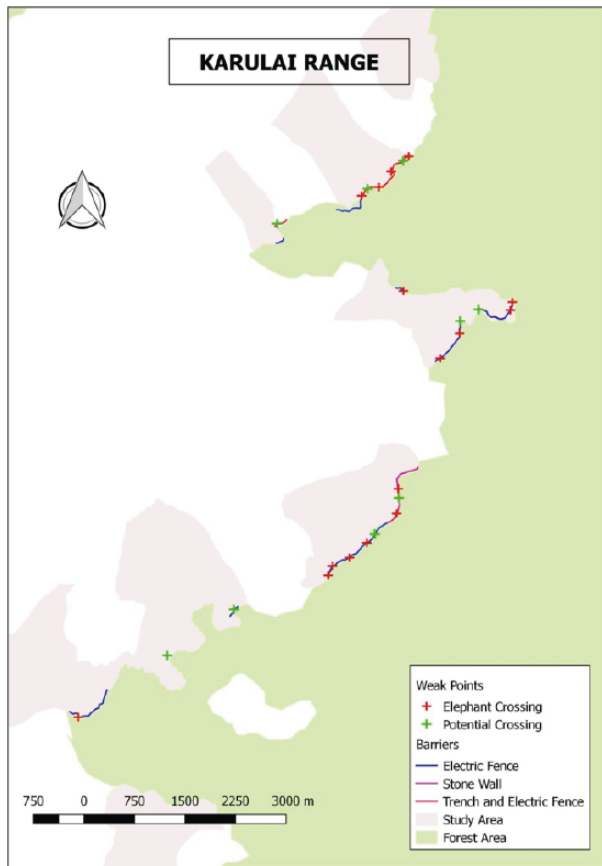 KARULAI RANGE
Weak Points
Elephant Crossing
Potential Crossing
Barriers
Electric Fence
Stone Wall
Trench and Electric Fence
Study Area
Forest Area
750 0 750 1500 2250 3000 m